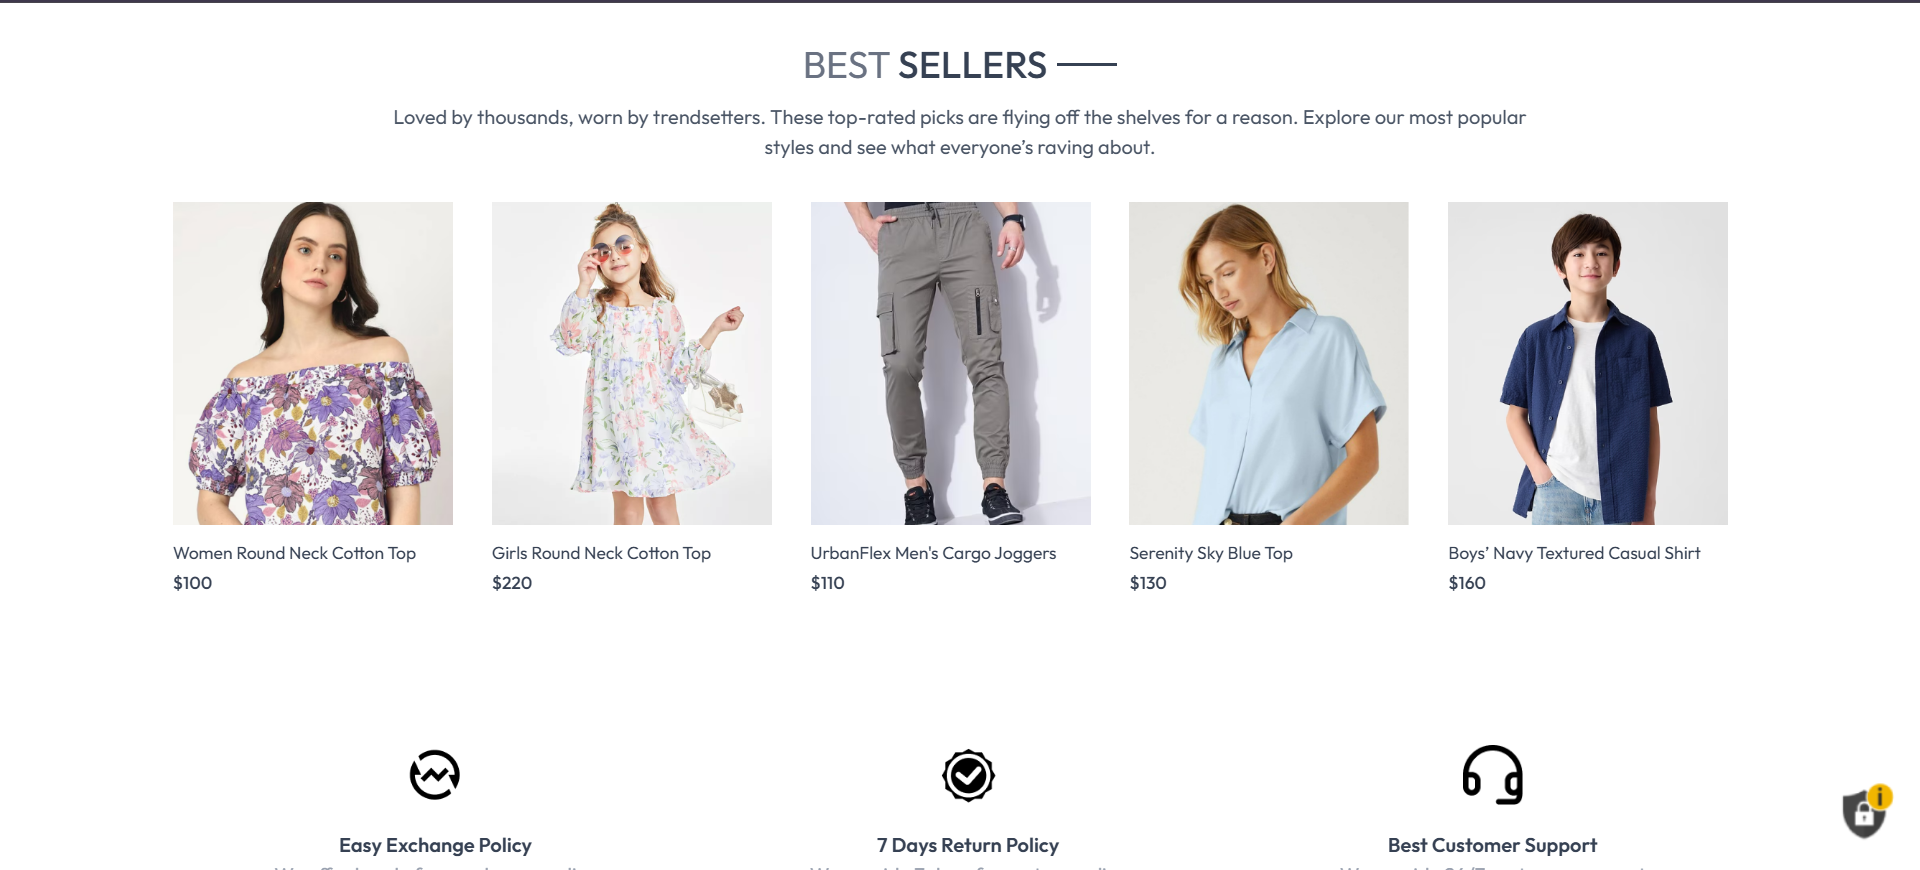 BEST SELLERS
Loved by thousands, worn by trendsetters. These top-rated picks are flying off the shelves for a reason. Explore our most popular
styles and see what everyone’s raving about.
Women Round Neck Cotton Top
$100
Girls Round Neck Cotton Top
$220
UrbanFlex Men's Cargo Joggers
$110
Serenity Sky Blue Top
$130
Boys’ Navy Textured Casual Shirt
$160
Easy Exchange Policy
7 Days Return Policy
Best Customer Support